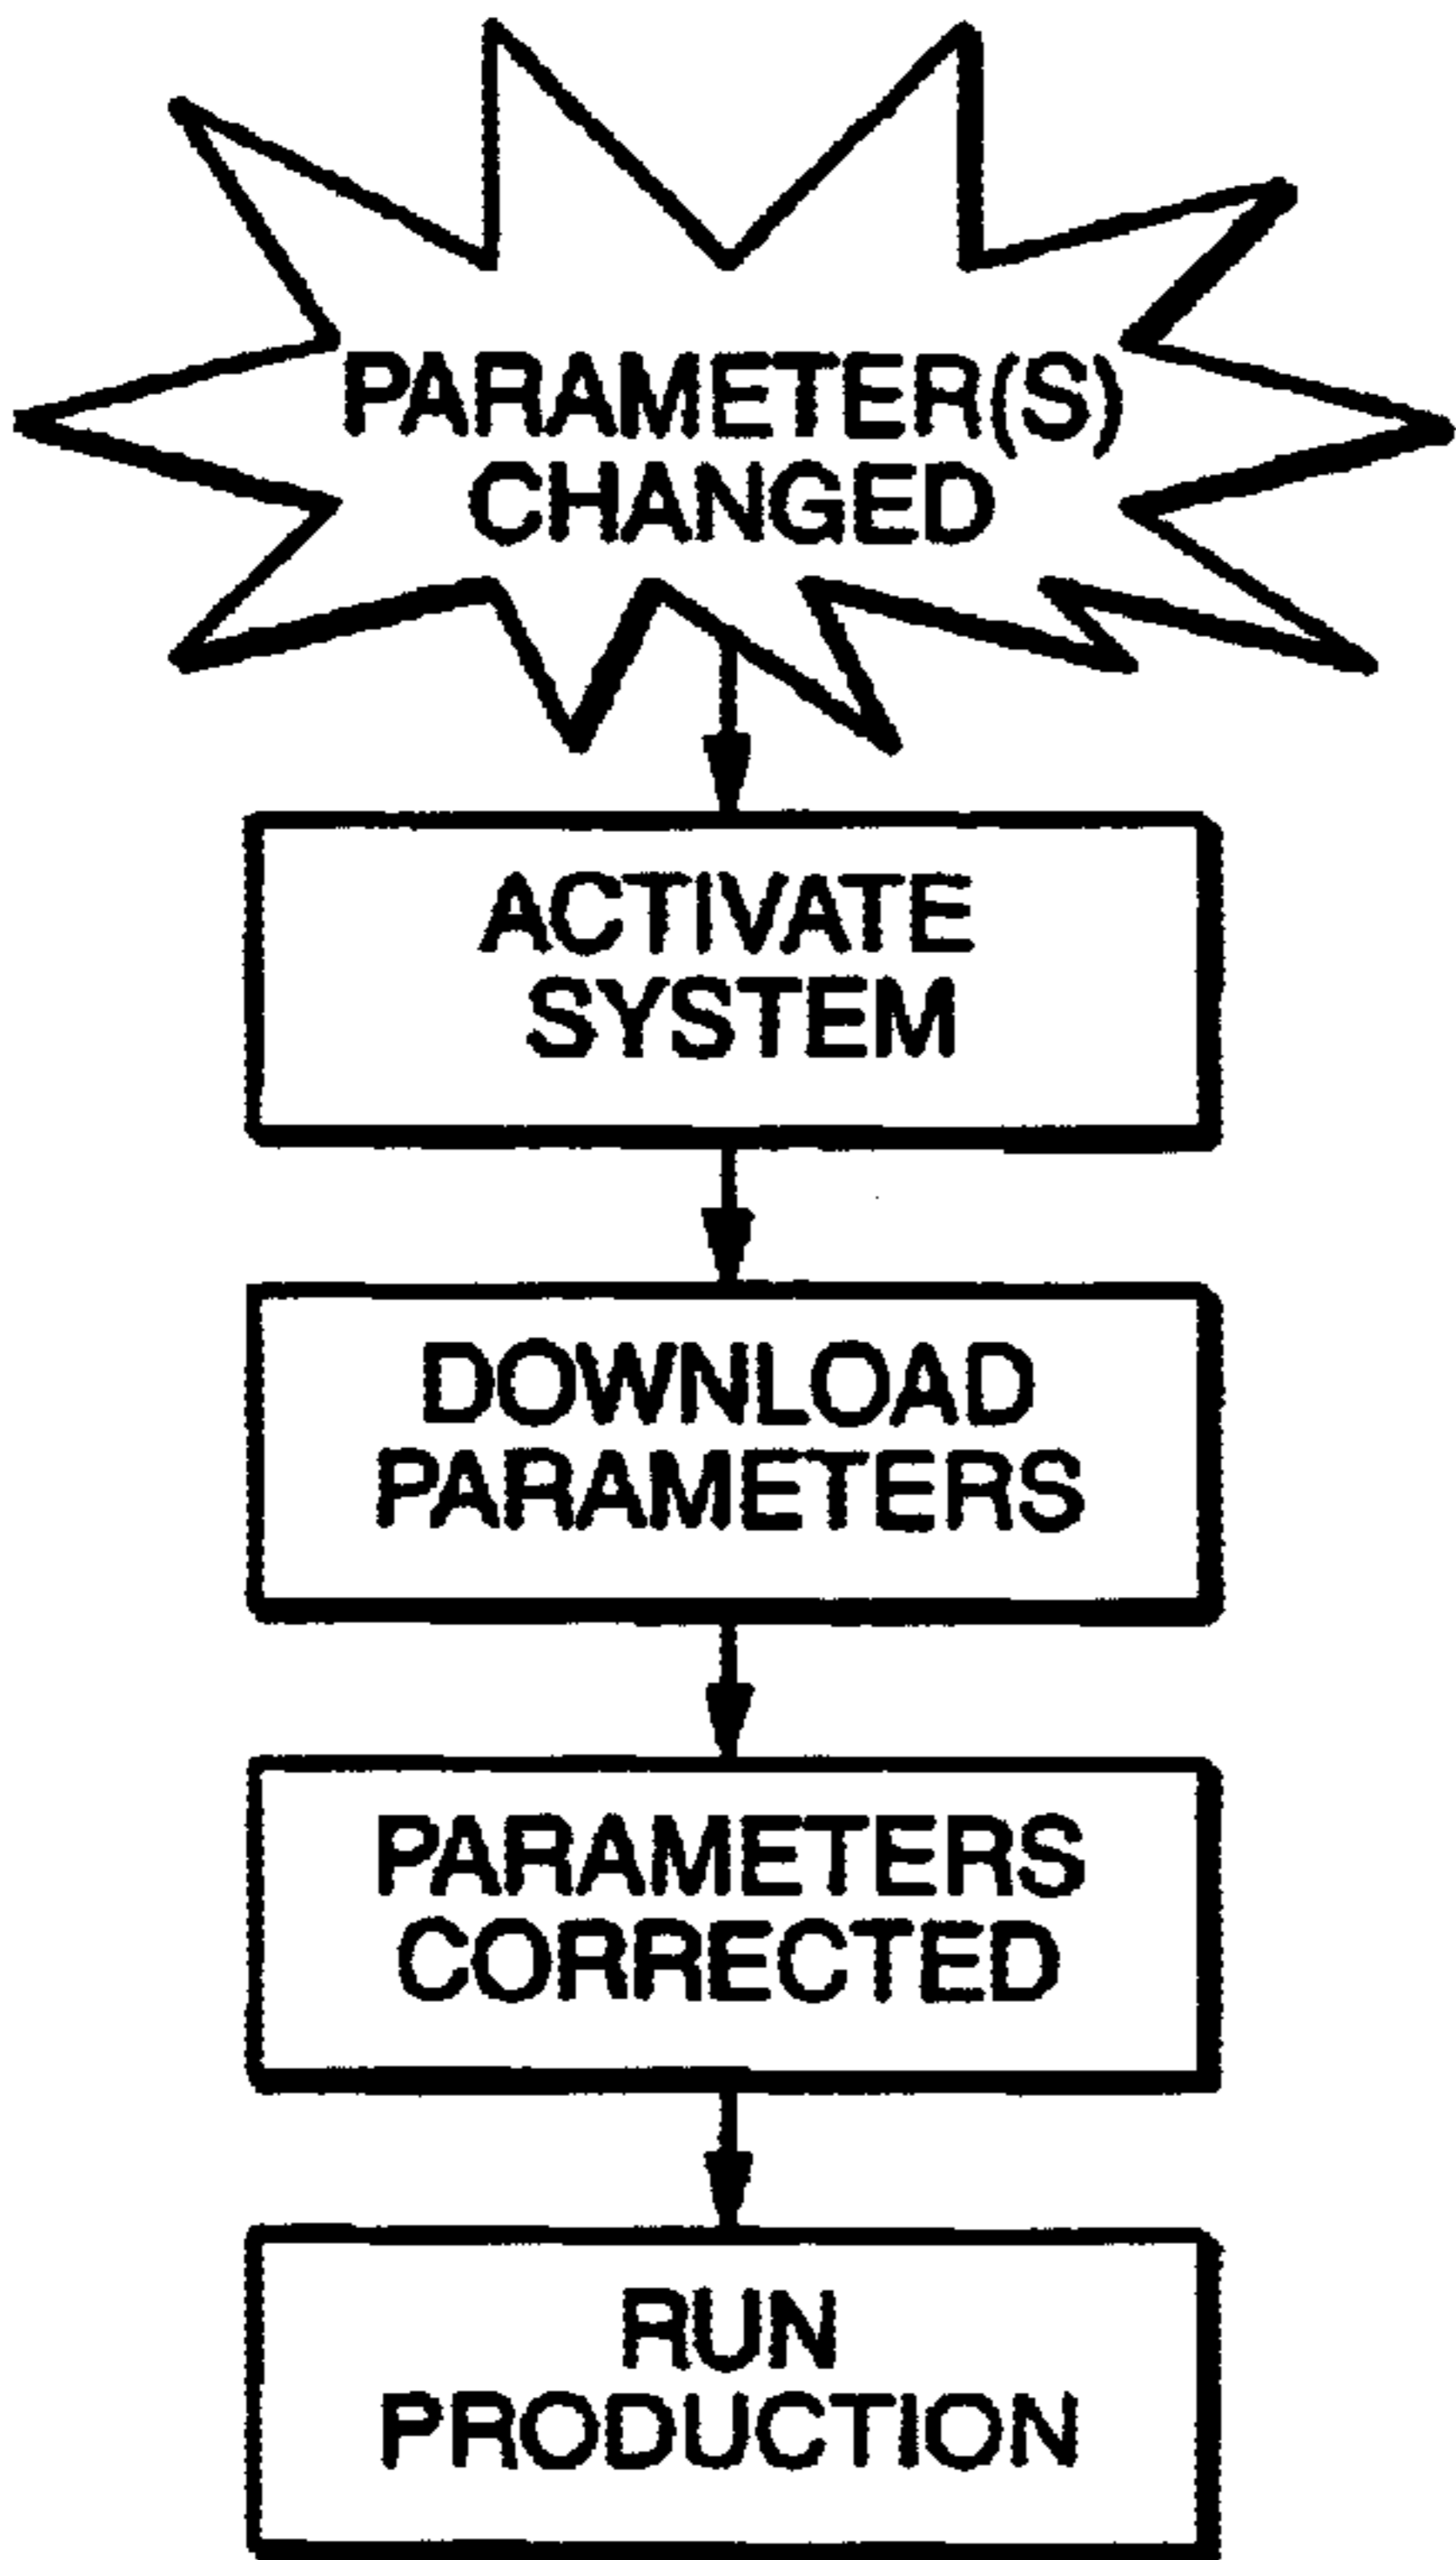 PARAMETER(S)
CHANGED
ACTIVATE
SYSTEM
DOWNLOAD
PARAMETERS
PARAMETERS
CORRECTED
RUN
PRODUCTION